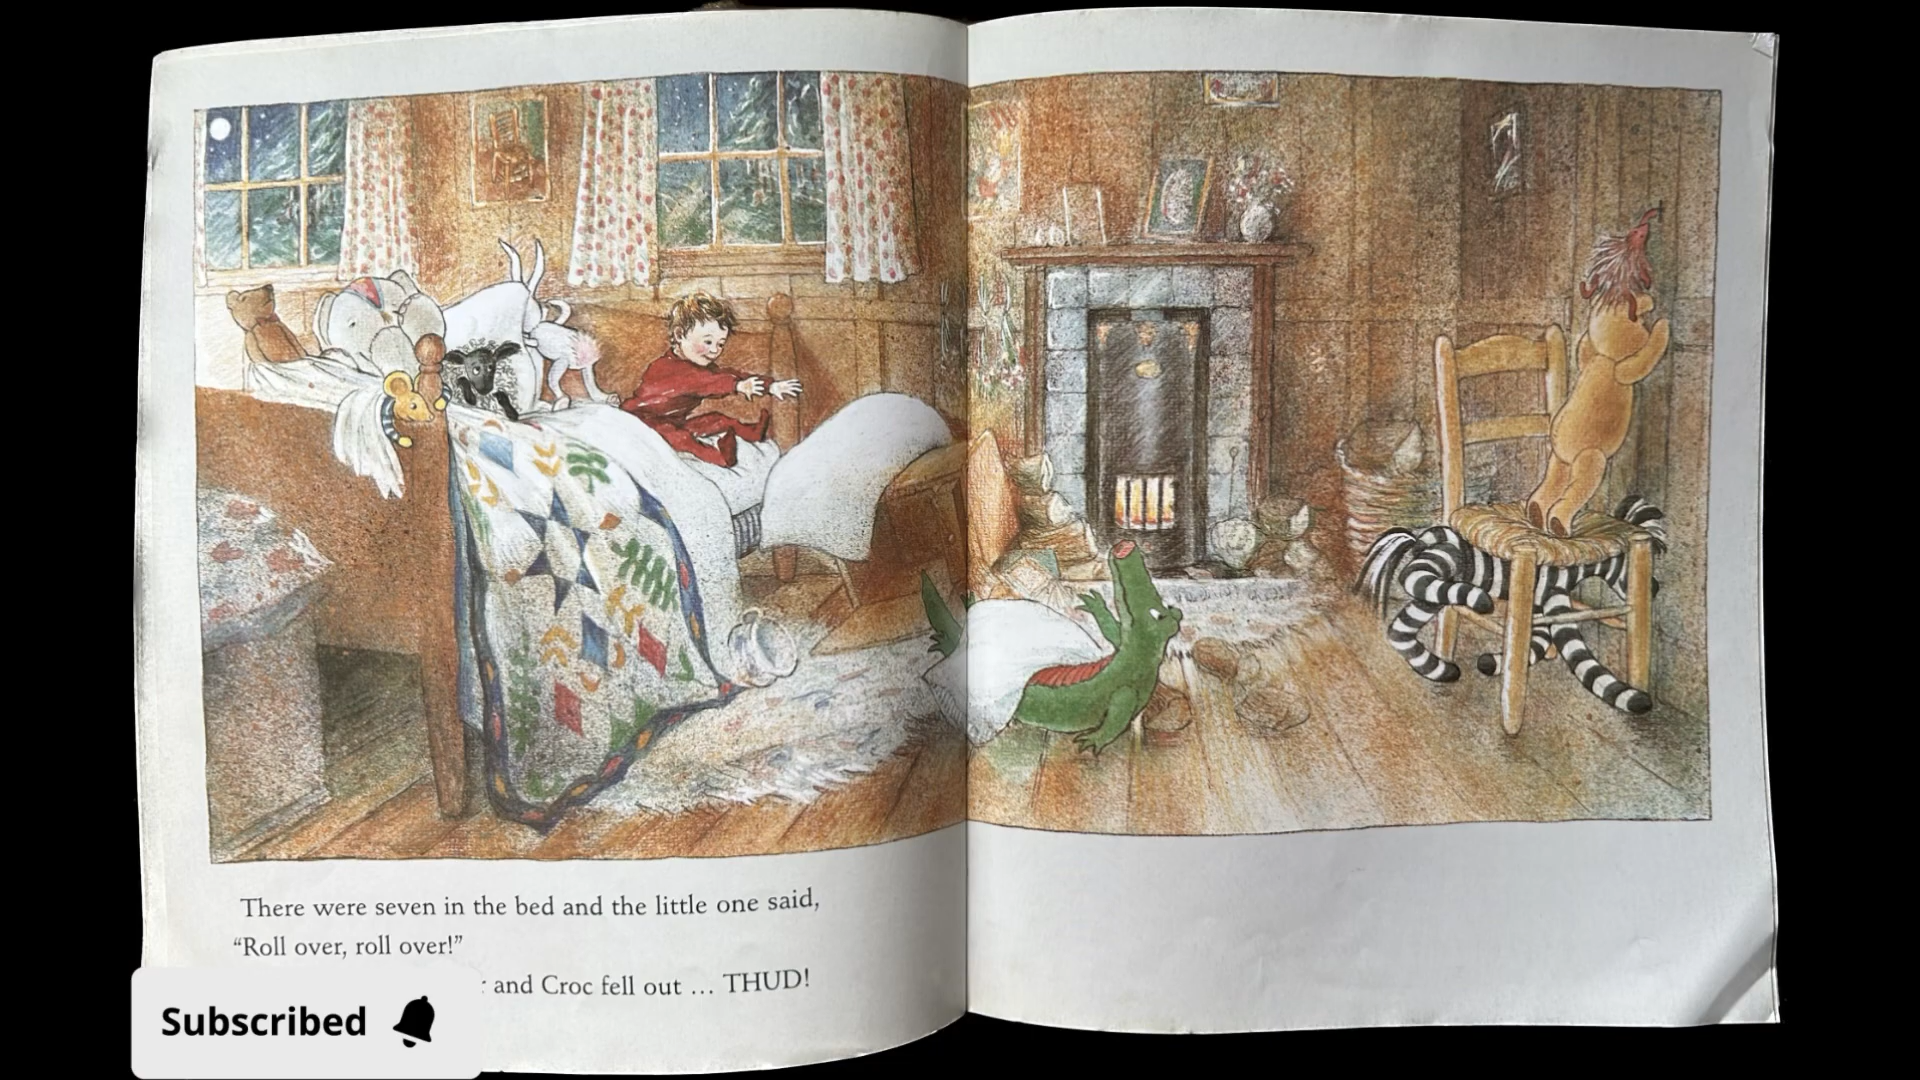 There were seven in the bed and the little one said,
“Roll over, roll over!”
and Croc fell out … THUD!
Subscribed